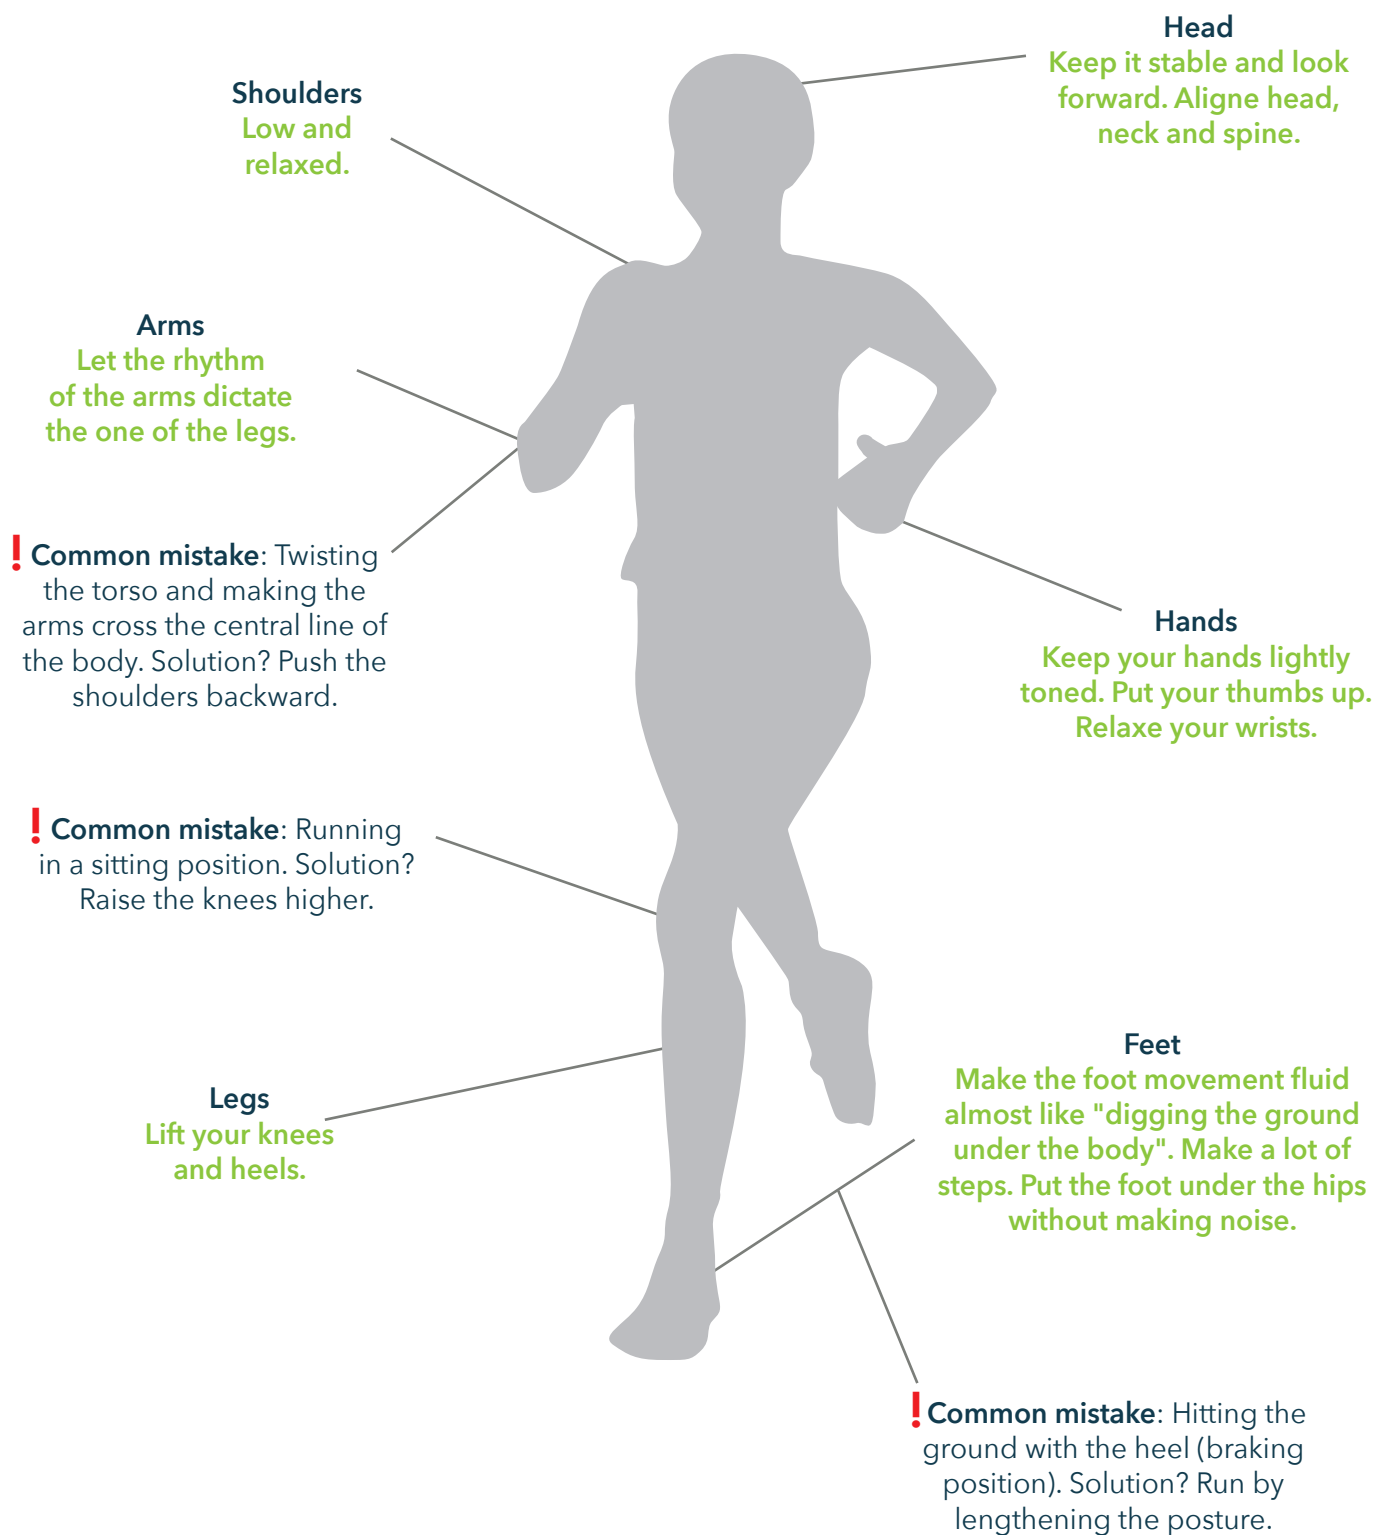 Head
Keep it stable and look
forward. Aligne head,
neck and spine.
Shoulders
Low and
relaxed.
Arms
Let the rhythm
of the arms dictate
the one of the legs.
! Common mistake: Twisting
the torso and making the
arms cross the central line of
the body. Solution? Push the
shoulders backward.
Hands
Keep your hands lightly
toned. Put your thumbs up.
Relaxe your wrists.
! Common mistake: Running
in a sitting position. Solution?
Raise the knees higher.
Legs
Lift your knees
and heels.
Feet
Make the foot movement fluid
almost like "digging the ground
under the body". Make a lot of
steps. Put the foot under the hips
without making noise.
! Common mistake: Hitting the
ground with the heel (braking
position). Solution? Run by
lengthening the posture.